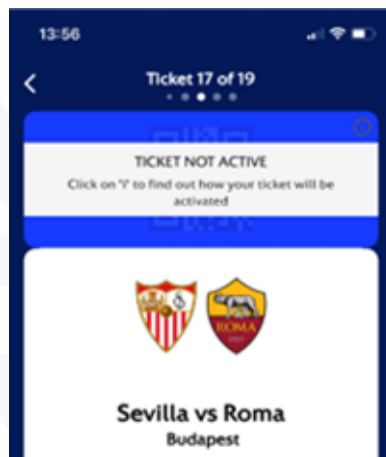 13:56
Ticket 17 of 19
TICKET NOT ACTIVE
Click on "i" to find out how your ticket will be
activated
ROMA
1927
Sevilla vs Roma
Budapest